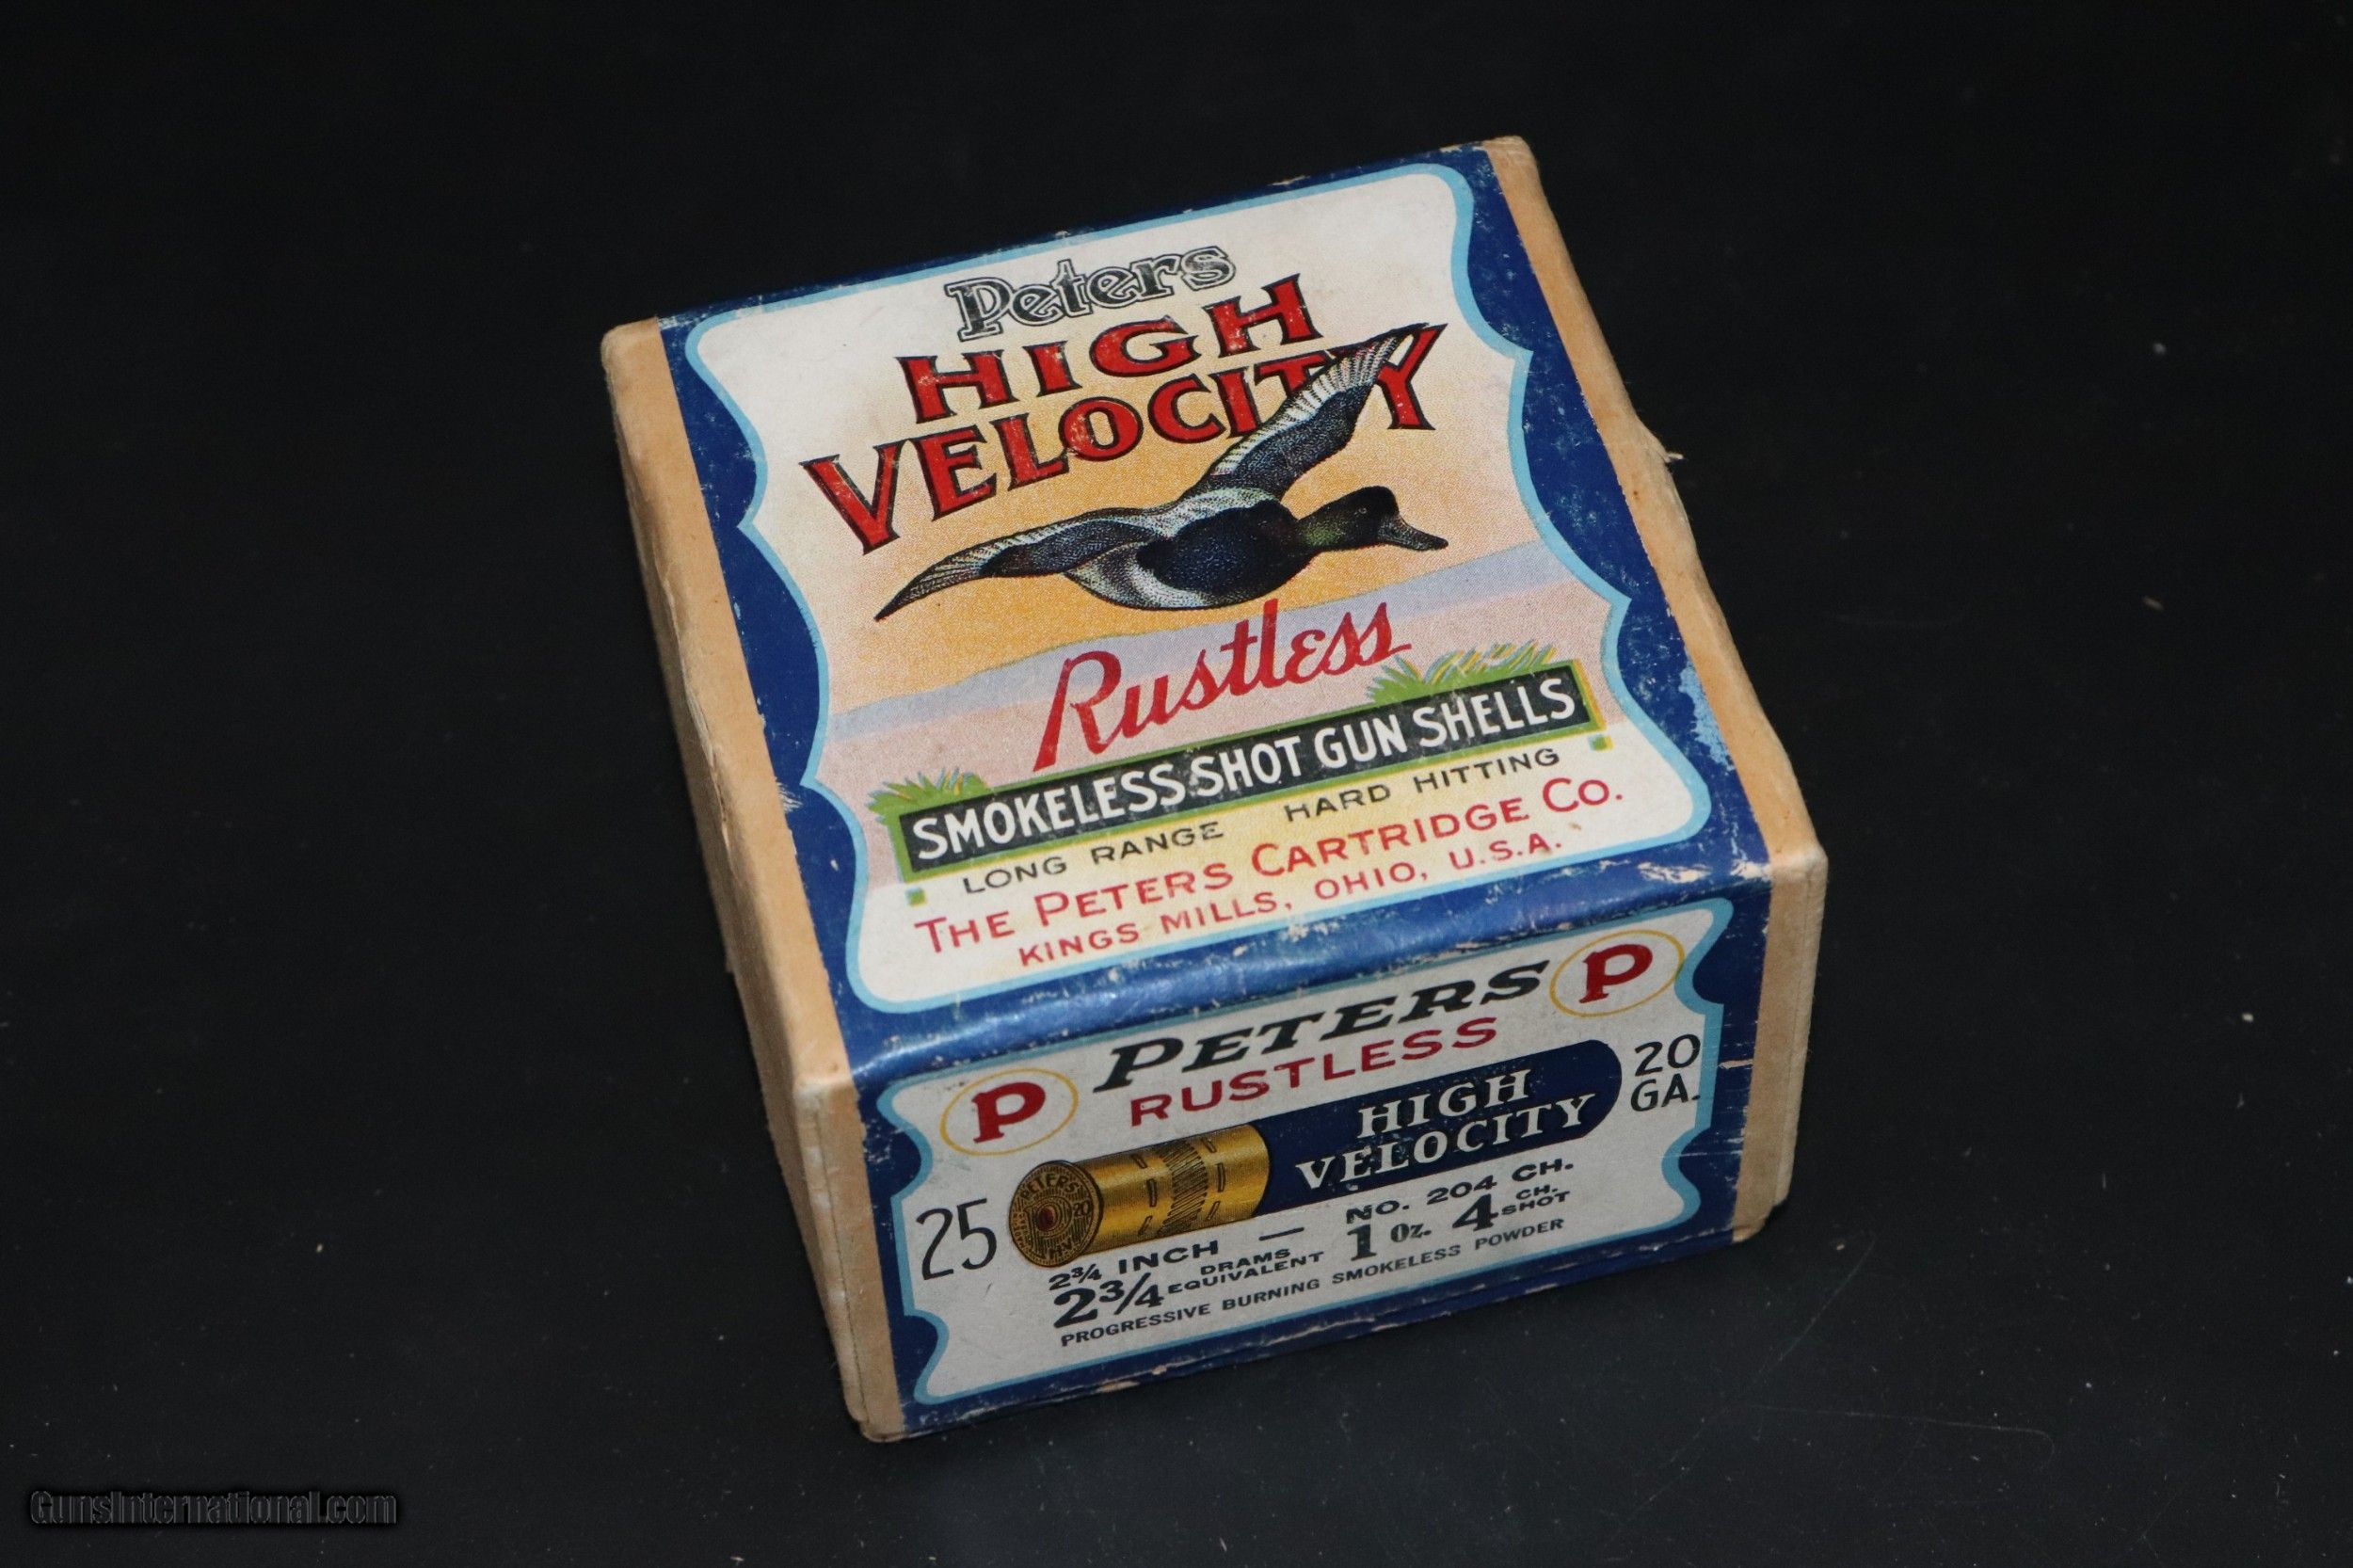 Peters
HIGH
VELOCITY
Rustless
SMOKELESS SHOT GUN SHELLS
LONG RANGE HARD HITTING
THE PETERS CARTRIDGE CO.
KINGS MILLS, OHIO, U.S.A.
P PETERS P
RUSTLESS
HIGH
VELOCITY
20
GA.
25
PETERS
20
H.V.
2¾ INCH — NO. 204 CH.
2¾ DRAMS EQUIVALENT 1 OZ. 4 CH. SHOT
PROGRESSIVE BURNING SMOKELESS POWDER
GunsInternational.com